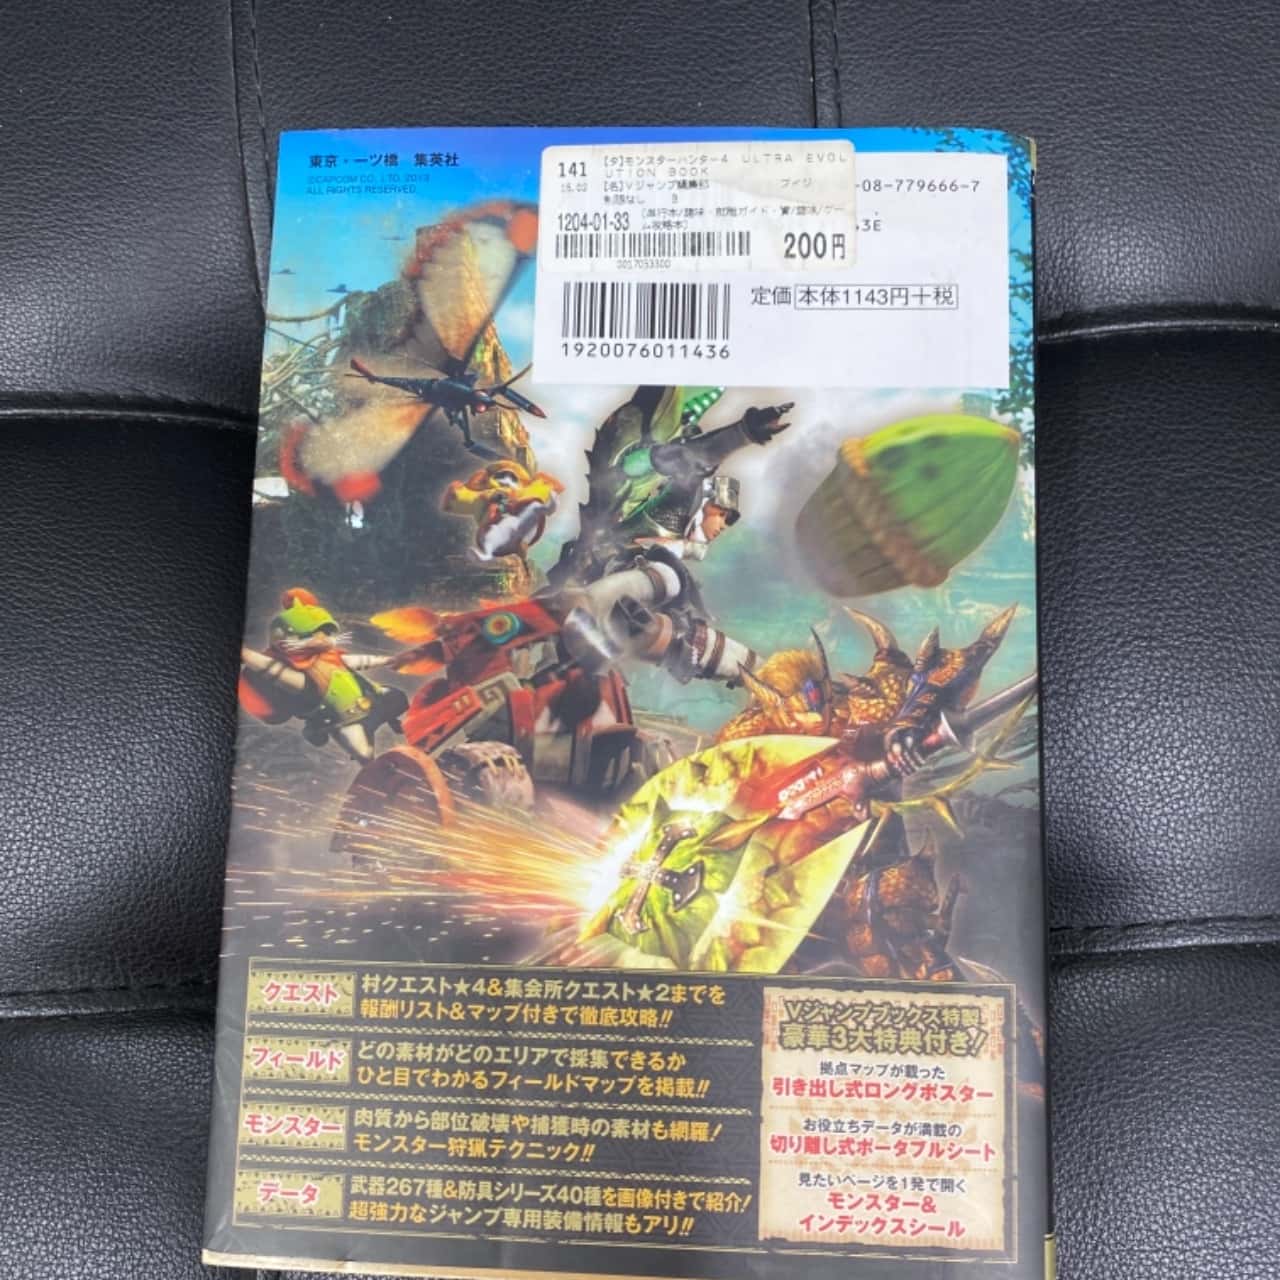 東京・一ツ橋 集英社
©CAPCOM CO., LTD. 2013
ALL RIGHTS RESERVED.
141
15.02
【タ】モンスターハンター4 ULTRA EVOL
UTION BOOK
【名】Vジャンプ編集部
制限なし B
1204-01-33
0017053300
200円
-08-779666-7
3E
定価 本体1143円+税
1920076011436
クエスト
村クエスト★4&集会所クエスト★2までを
報酬リスト&マップ付きで徹底攻略!!
フィールド
どの素材がどのエリアで採集できるか
ひと目でわかるフィールドマップを掲載!!
モンスター
肉質から部位破壊や捕獲時の素材も網羅!
モンスター狩猟テクニック!!
データ
武器267種&防具シリーズ40種を画像付きで紹介!
超強力なジャンプ専用装備情報もアリ!!
Vジャンプブックス特製
豪華3大特典付き!
拠点マップが載った
引き出し式ロングポスター
お役立ちデータが満載の
切り離し式ポータブルシート
見たいページを1発で開く
モンスター&
インデックスシール